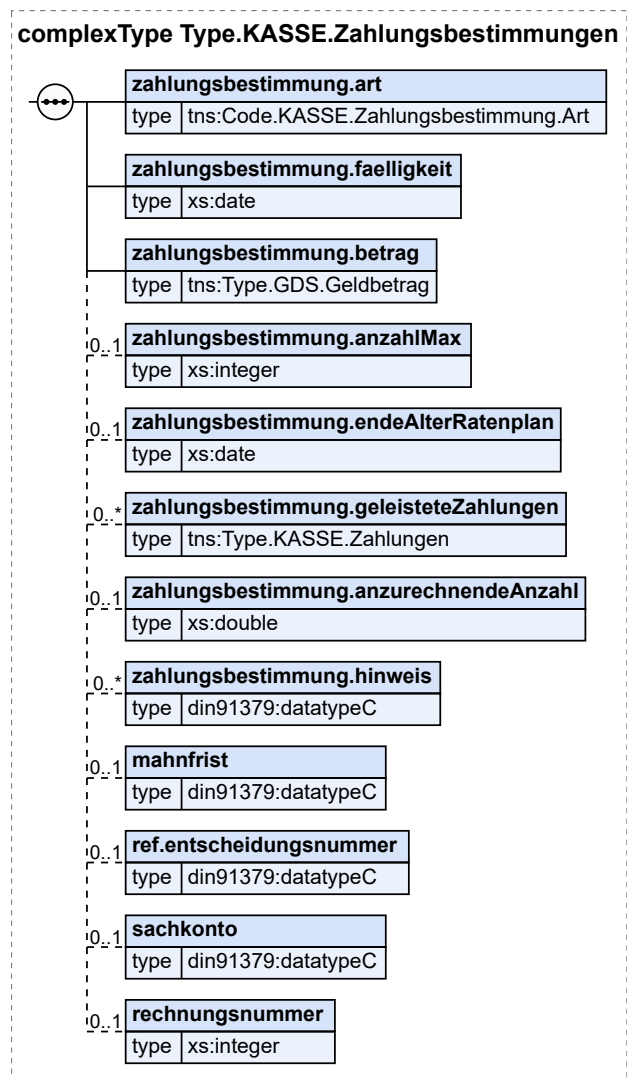 complexType Type.KASSE.Zahlungsbestimmungen
zahlungsbestimmung.art
type tns:Code.KASSE.Zahlungsbestimmung.Art
zahlungsbestimmung.faelligkeit
type xs:date
zahlungsbestimmung.betrag
type tns:Type.GDS.Geldbetrag
0..1 zahlungsbestimmung.anzahlMax
type xs:integer
0..1 zahlungsbestimmung.endeAlterRatenplan
type xs:date
0..* zahlungsbestimmung.geleisteteZahlungen
type tns:Type.KASSE.Zahlungen
0..1 zahlungsbestimmung.anzurechnendeAnzahl
type xs:double
0..* zahlungsbestimmung.hinweis
type din91379:datatypeC
0..1 mahnfrist
type din91379:datatypeC
0..1 ref.entscheidungsnummer
type din91379:datatypeC
0..1 sachkonto
type din91379:datatypeC
0..1 rechnungsnummer
type xs:integer